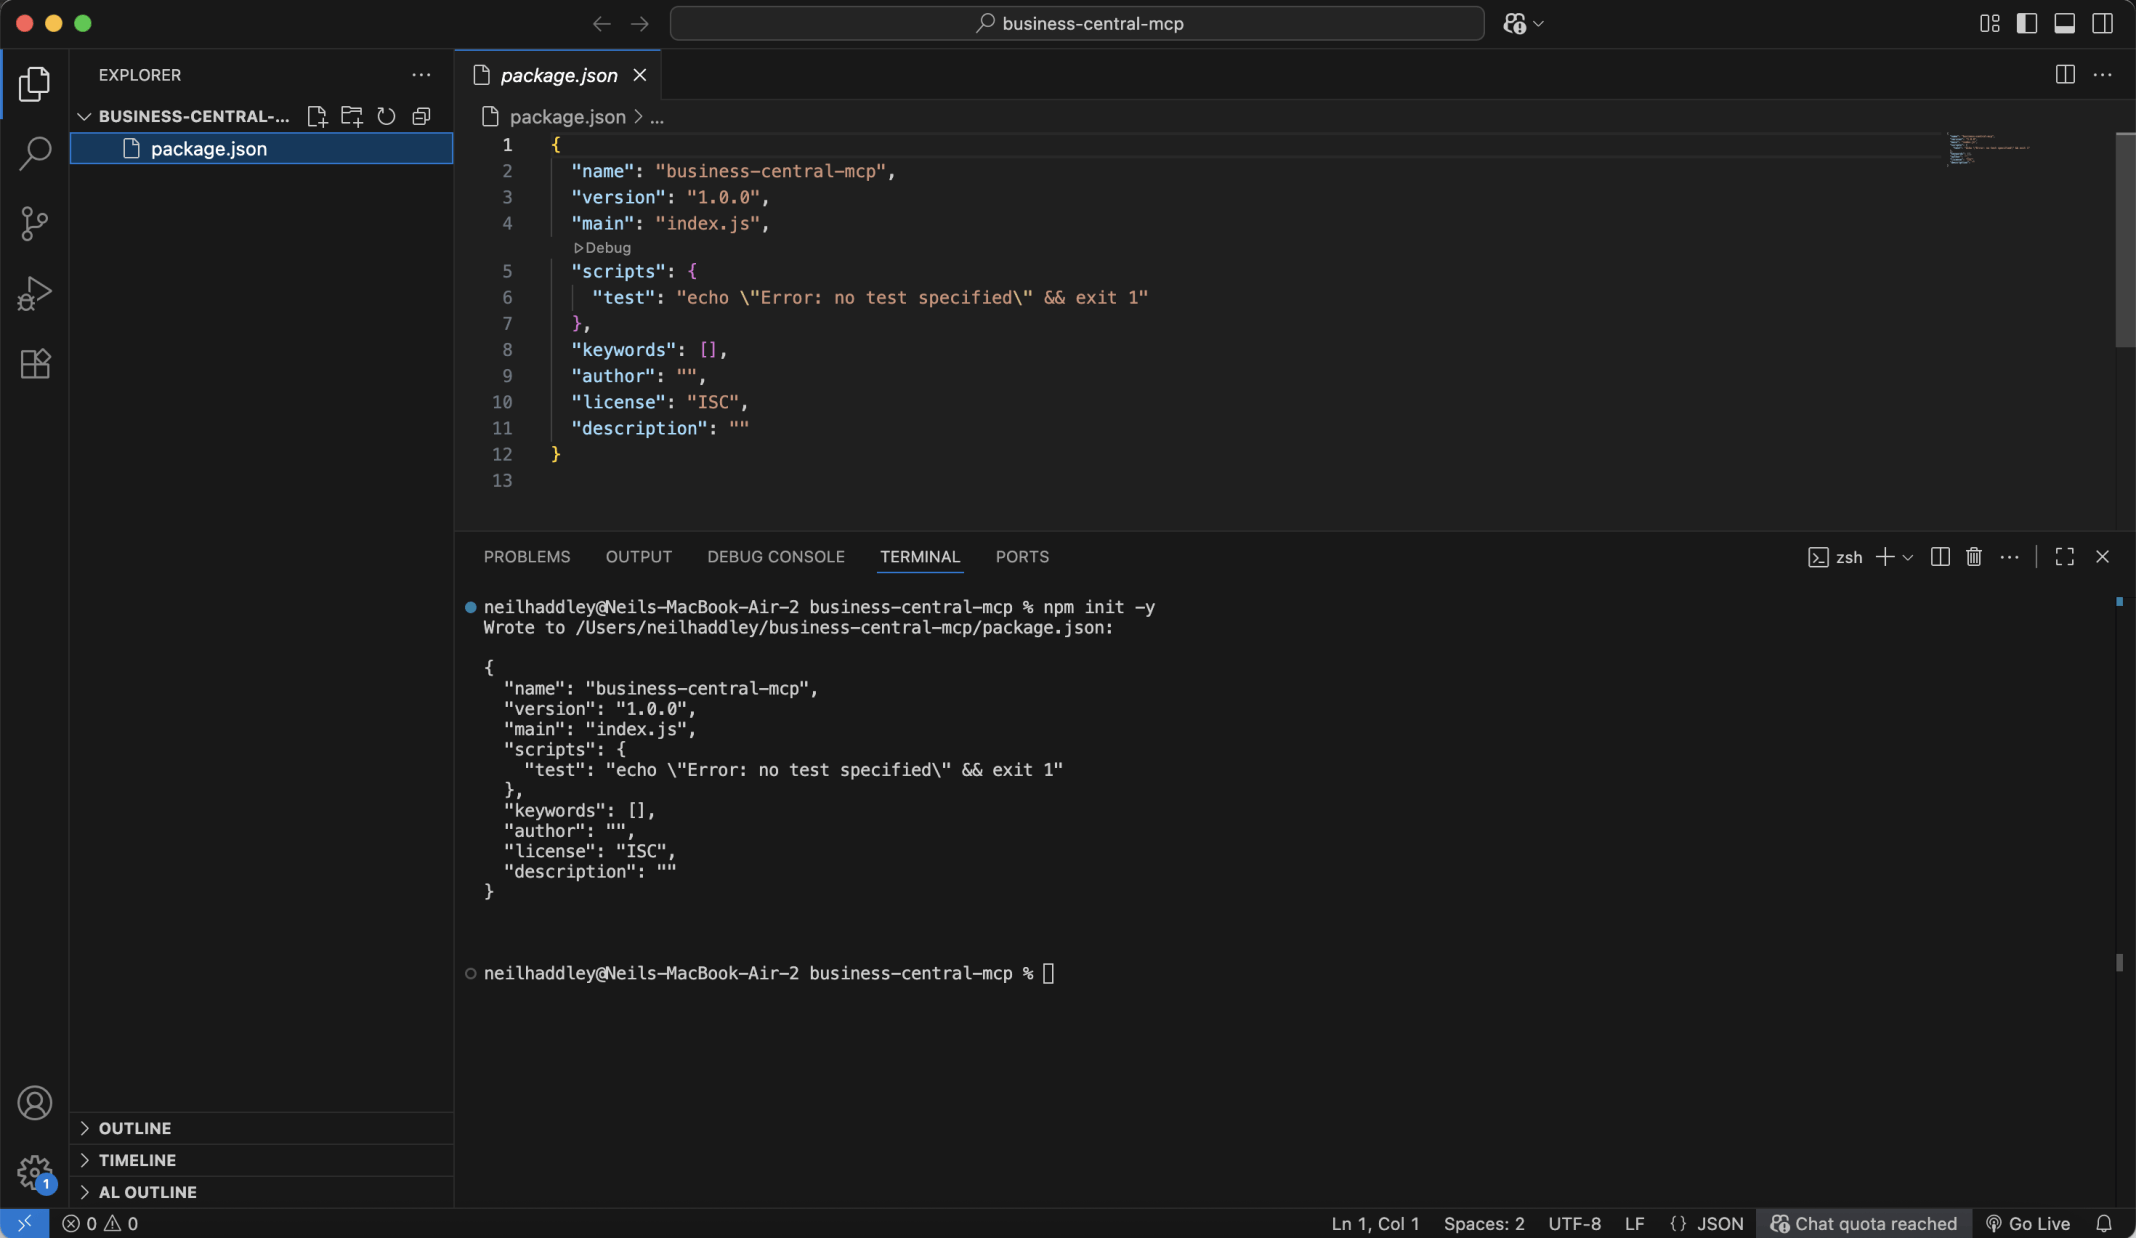 business-central-mcp
EXPLORER
BUSINESS-CENTRAL-...
package.json
package.json
package.json > ...
1 {
2 "name": "business-central-mcp",
3 "version": "1.0.0",
4 "main": "index.js",
Debug
5 "scripts": {
6 "test": "echo \"Error: no test specified\" && exit 1"
7 },
8 "keywords": [],
9 "author": "",
10 "license": "ISC",
11 "description": ""
12 }
13
PROBLEMS OUTPUT DEBUG CONSOLE TERMINAL PORTS
zsh
neilhaddley@Neils-MacBook-Air-2 business-central-mcp % npm init -y
Wrote to /Users/neilhaddley/business-central-mcp/package.json:
{
"name": "business-central-mcp",
"version": "1.0.0",
"main": "index.js",
"scripts": {
"test": "echo \"Error: no test specified\" && exit 1"
},
"keywords": [],
"author": "",
"license": "ISC",
"description": ""
}
neilhaddley@Neils-MacBook-Air-2 business-central-mcp %
OUTLINE
TIMELINE
AL OUTLINE
1
0 0
Ln 1, Col 1 Spaces: 2 UTF-8 LF {} JSON Chat quota reached Go Live